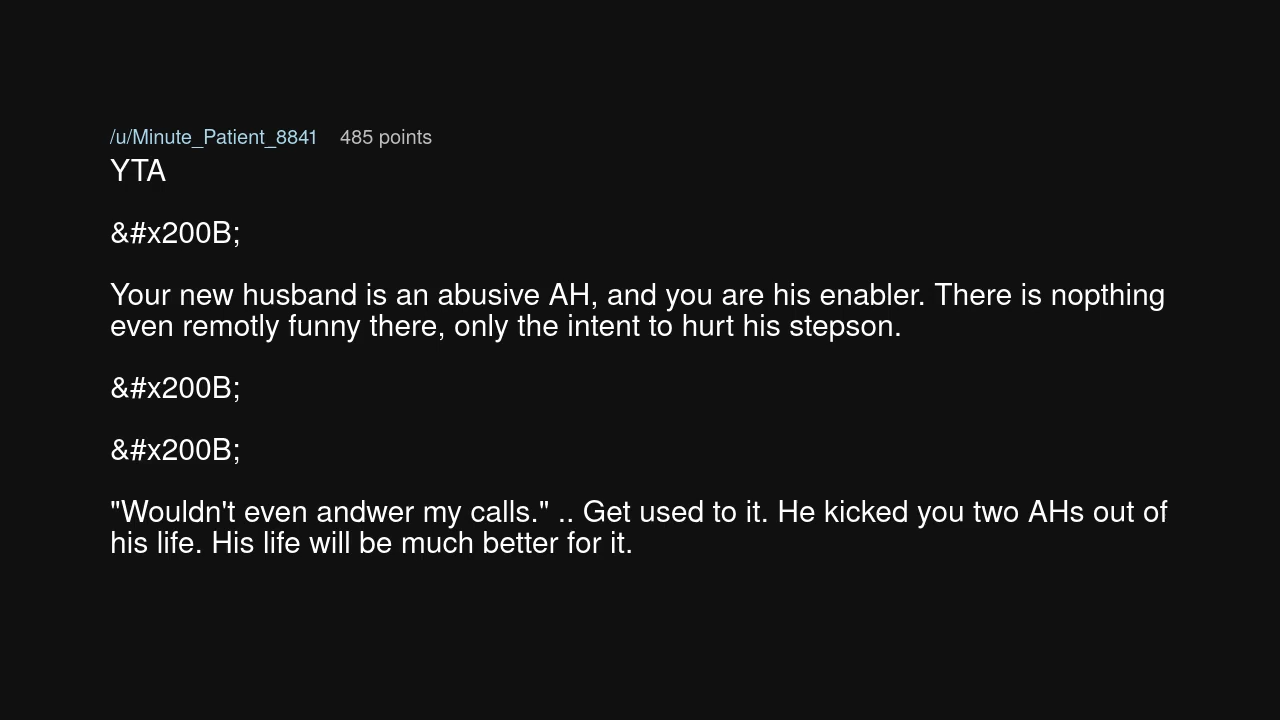 /u/Minute_Patient_8841 485 points
YTA
&#x200B;
Your new husband is an abusive AH, and you are his enabler. There is nopthing
even remotly funny there, only the intent to hurt his stepson.
&#x200B;
&#x200B;
"Wouldn't even andwer my calls." .. Get used to it. He kicked you two AHs out of
his life. His life will be much better for it.